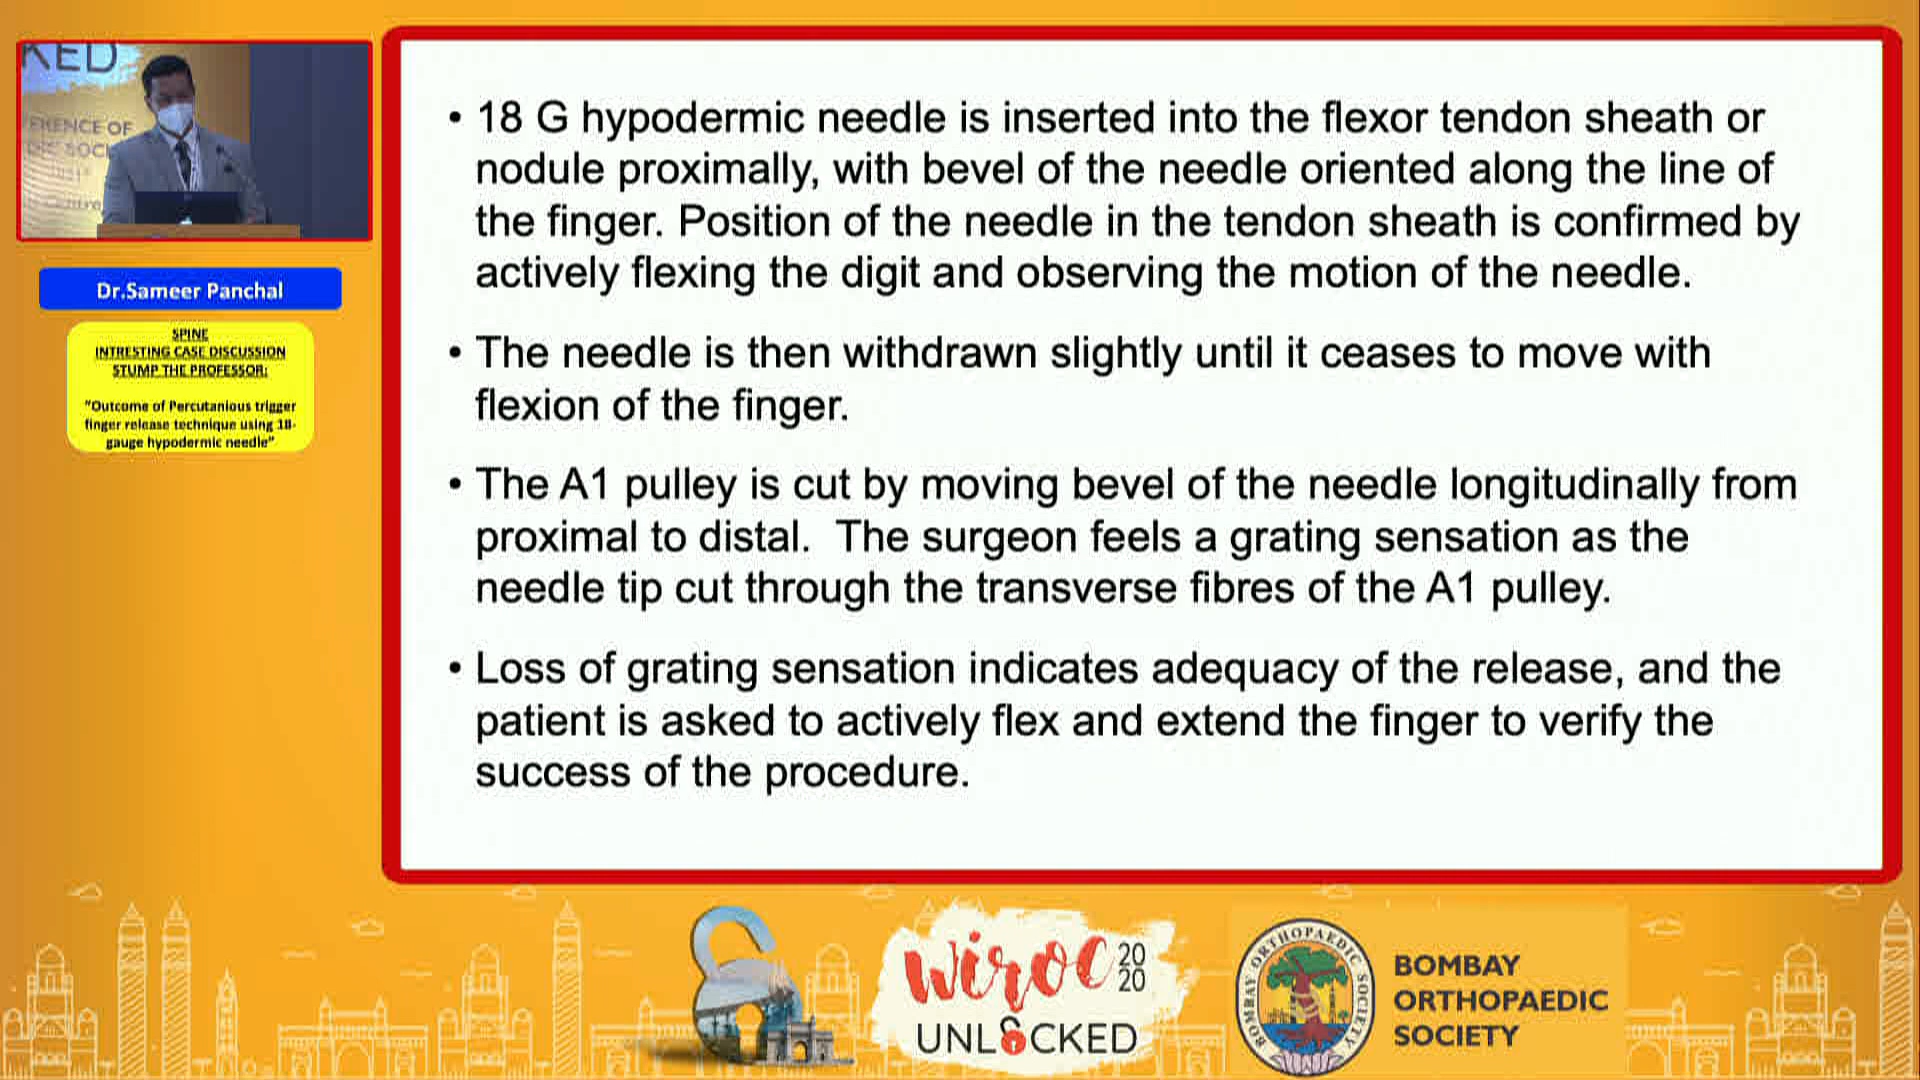 KED
ERENCE OF
Dr.Sameer Panchal
SPINE
INTRESTING CASE DISCUSSION
STUMP THE PROFESSOR:
"Outcome of Percutanious trigger
finger release technique using 18-
gauge hypodermic needle"
• 18 G hypodermic needle is inserted into the flexor tendon sheath or
nodule proximally, with bevel of the needle oriented along the line of
the finger. Position of the needle in the tendon sheath is confirmed by
actively flexing the digit and observing the motion of the needle.
• The needle is then withdrawn slightly until it ceases to move with
flexion of the finger.
• The A1 pulley is cut by moving bevel of the needle longitudinally from
proximal to distal.  The surgeon feels a grating sensation as the
needle tip cut through the transverse fibres of the A1 pulley.
• Loss of grating sensation indicates adequacy of the release, and the
patient is asked to actively flex and extend the finger to verify the
success of the procedure.
wiroc 20
20
UNLOCKED
BOMBAY ORTHOPAEDIC SOCIETY
BOMBAY
ORTHOPAEDIC
SOCIETY